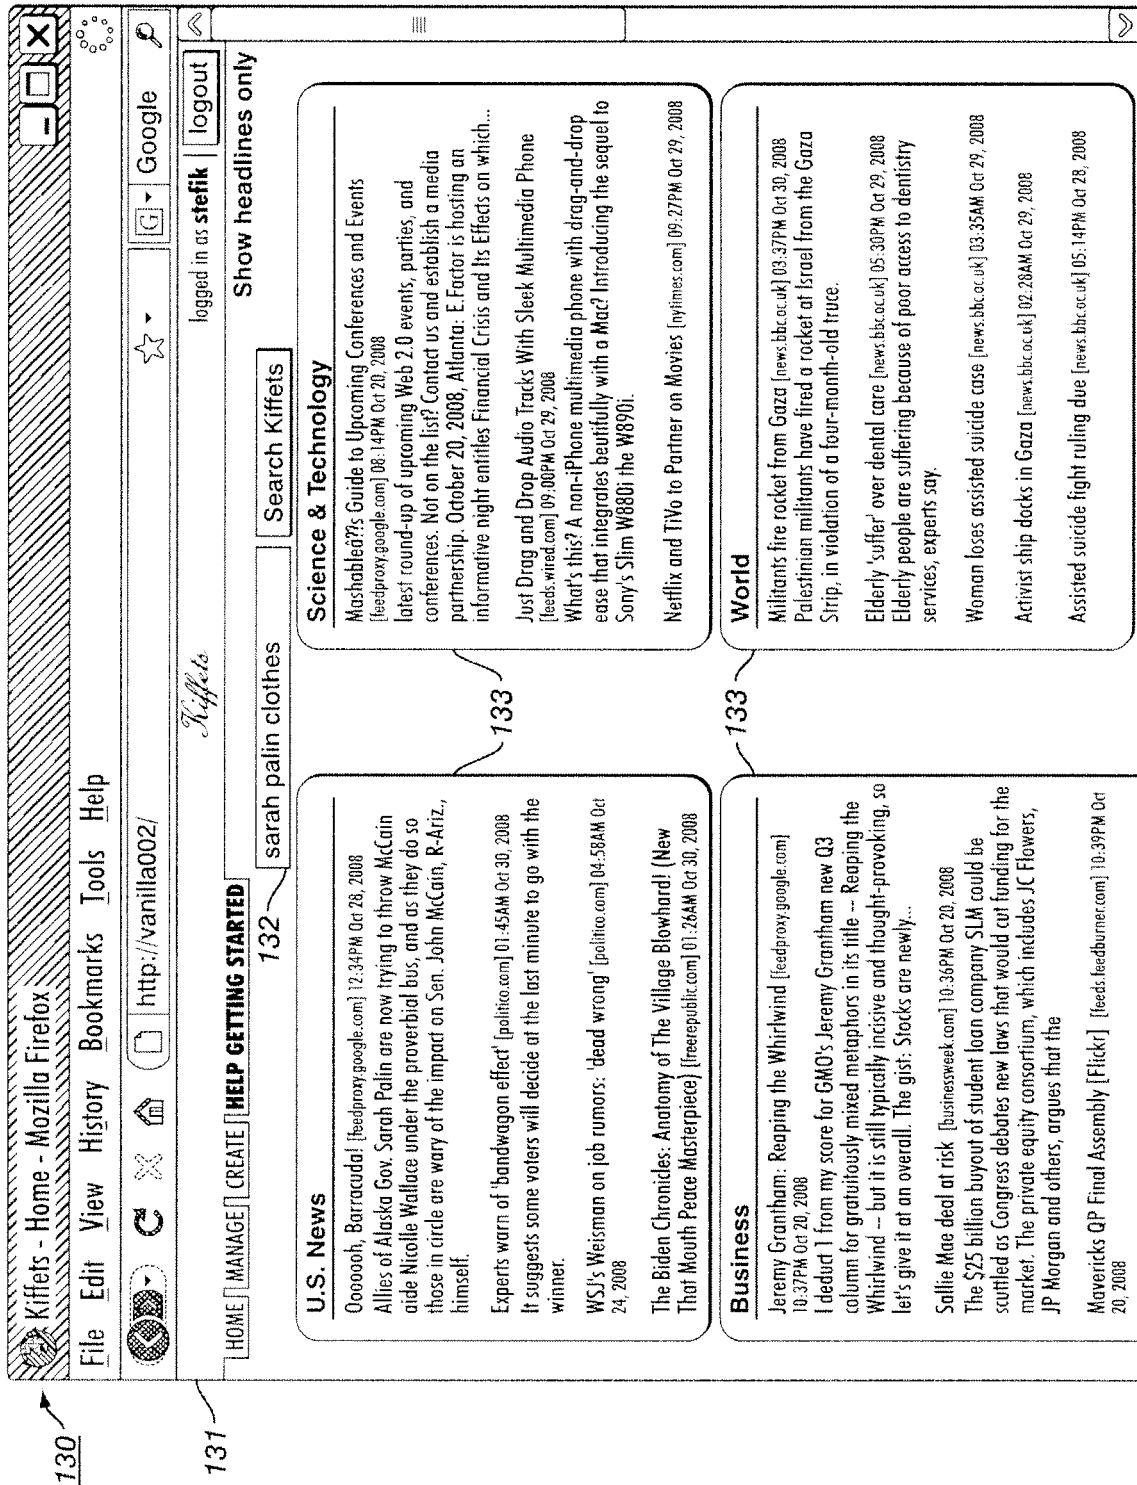 130
Kiffets - Home - Mozilla Firefox
File Edit View History Bookmarks Tools Help
http://vanilla002/
G Google
131
Kiffets
logged in as stefik | logout
HOME MANAGE CREATE HELP GETTING STARTED
Show headlines only
132
sarah palin clothes
Search Kiffets
U.S. News
Ooooooh, Barracuda! [feedproxy.google.com] 12:34PM Oct 28, 2008
Allies of Alaska Gov. Sarah Palin are now trying to throw McCain
aide Nicolle Wallace under the proverbial bus, and as they do so
those in circle are wary of the impact on Sen. John McCain, R-Ariz.,
himself.
Experts warn of 'bandwagon effect' [politico.com] 01:45AM Oct 30, 2008
It suggests some voters will decide at the last minute to go with the
winner.
WSJ's Weisman on job rumors: 'dead wrong' [politico.com] 04:58AM Oct
24, 2008
The Biden Chronicles: Anatomy of The Village Blowhard! (New
That Mouth Peace Masterpiece) [freerepublic.com] 01:26AM Oct 30, 2008
133
Science & Technology
Mashablea??s Guide to Upcoming Conferences and Events
[feedproxy.google.com] 08:14PM Oct 20, 2008
latest round-up of upcoming Web 2.0 events, parties, and
conferences. Not on the list? Contact us and establish a media
partnership. October 20, 2008, Atlanta: E.Factor is hosting an
informative night entitles Financial Crisis and Its Effects on which...
Just Drag and Drop Audio Tracks With Sleek Multimedia Phone
[feeds.wired.com] 09:00PM Oct 29, 2008
What's this? A non-iPhone multimedia phone with drag-and-drop
ease that integrates beutifully with a Mac? Introducing the sequel to
Sony's Slim W880i the W890i.
Netflix and TiVo to Partner on Movies [nytimes.com] 09:27PM Oct 29, 2008
Business
Jeremy Grantham: Reaping the Whirlwind [feedproxy.google.com]
10:37PM Oct 20, 2008
I deduct 1 from my score for GMO's Jeremy Grantham new Q3
column for gratuitously mixed metaphors in its title -- Reaping the
Whirlwind -- but it is still typically incisive and thought-provoking, so
let's give it at an overall. The gist: Stocks are newly...
Sallie Mae deal at risk [businessweek.com] 10:36PM Oct 20, 2008
The $25 billion buyout of student loan company SLM could be
scuttled as Congress debates new laws that would cut funding for the
market. The private equity consortium, which includes JC Flowers,
JP Morgan and others, argues that the
Mavericks QP Final Assembly [Flickr] [feeds.feedburner.com] 10:39PM Oct
20, 2008
133
World
Militants fire rocket from Gaza [news.bbc.co.uk] 03:37PM Oct 30, 2008
Palestinian militants have fired a rocket at Israel from the Gaza
Strip, in violation of a four-month-old truce.
Elderly 'suffer' over dental care [news.bbc.co.uk] 05:30PM Oct 29, 2008
Elderly people are suffering because of poor access to dentistry
services, experts say.
Woman loses assisted suicide case [news.bbc.co.uk] 03:35AM Oct 29, 2008
Activist ship docks in Gaza [news.bbc.co.uk] 02:28AM Oct 29, 2008
Assisted suicide fight ruling due [news.bbc.co.uk] 05:14PM Oct 28, 2008